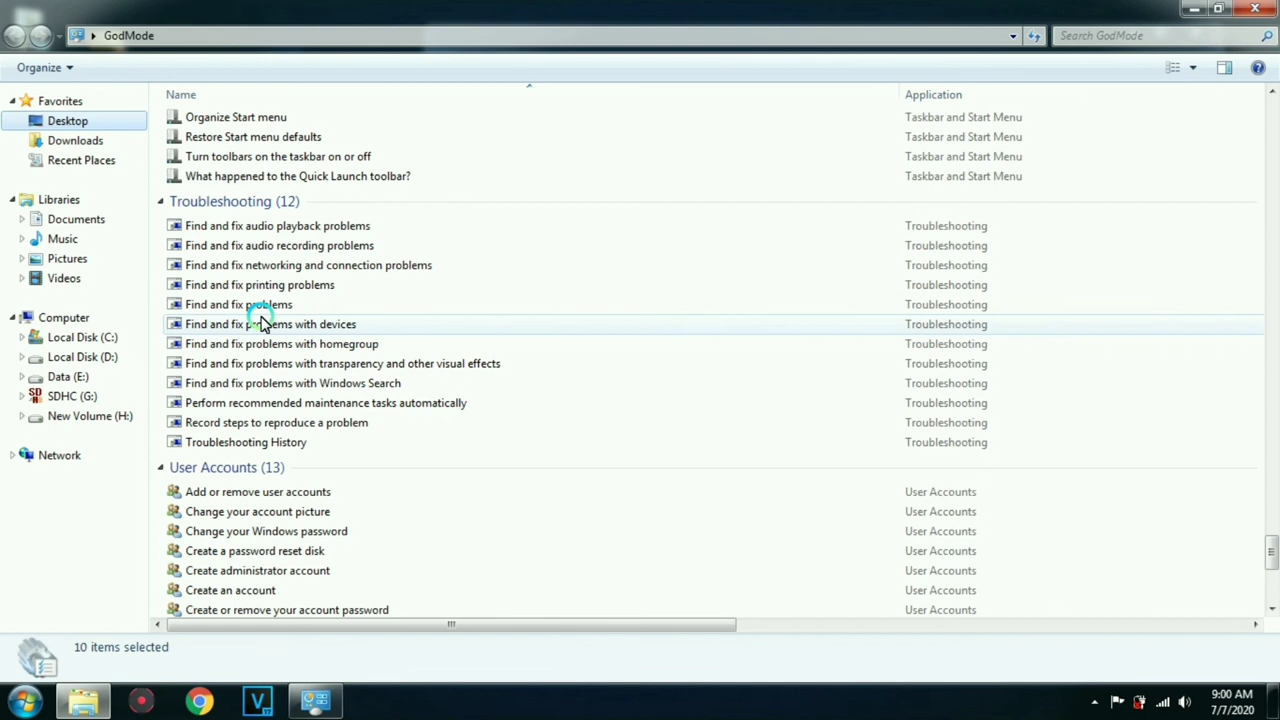 GodMode
Search GodMode
Organize
Favorites
Desktop
Downloads
Recent Places
Libraries
Documents
Music
Pictures
Videos
Computer
Local Disk (C:)
Local Disk (D:)
Data (E:)
SDHC (G:)
New Volume (H:)
Network
Name Application
Organize Start menu Taskbar and Start Menu
Restore Start menu defaults Taskbar and Start Menu
Turn toolbars on the taskbar on or off Taskbar and Start Menu
What happened to the Quick Launch toolbar? Taskbar and Start Menu
Troubleshooting (12)
Find and fix audio playback problems Troubleshooting
Find and fix audio recording problems Troubleshooting
Find and fix networking and connection problems Troubleshooting
Find and fix printing problems Troubleshooting
Find and fix problems Troubleshooting
Find and fix problems with devices Troubleshooting
Find and fix problems with homegroup Troubleshooting
Find and fix problems with transparency and other visual effects Troubleshooting
Find and fix problems with Windows Search Troubleshooting
Perform recommended maintenance tasks automatically Troubleshooting
Record steps to reproduce a problem Troubleshooting
Troubleshooting History Troubleshooting
User Accounts (13)
Add or remove user accounts User Accounts
Change your account picture User Accounts
Change your Windows password User Accounts
Create a password reset disk User Accounts
Create administrator account User Accounts
Create an account User Accounts
Create or remove your account password User Accounts
10 items selected
9:00 AM
7/7/2020